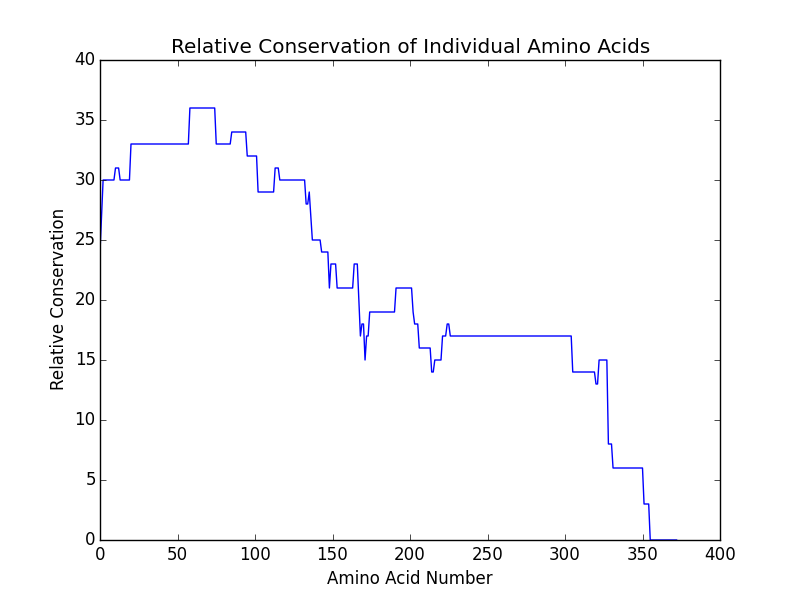 Relative Conservation of Individual Amino Acids
40
35
30
25
20
15
10
5
0
Relative Conservation
0 50 100 150 200 250 300 350 400
Amino Acid Number